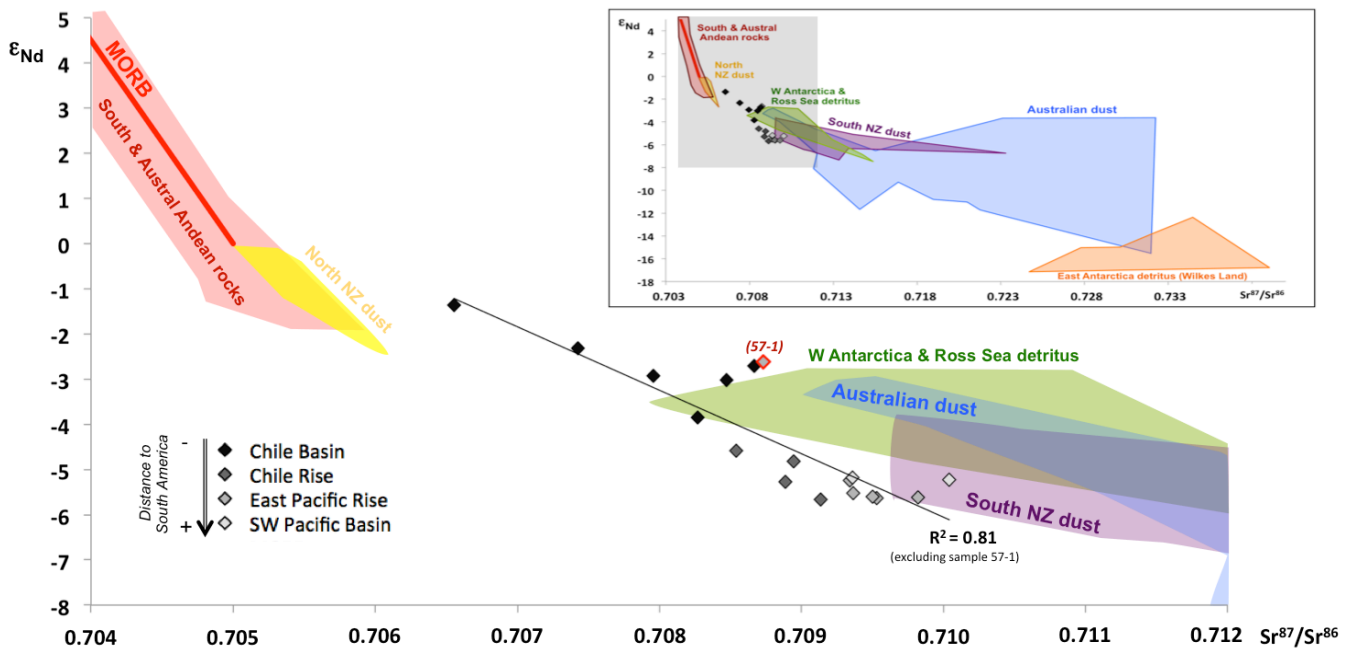 5
4
3
2
1
0
-1
-2
-3
-4
-5
-6
-7
-8
εNd
MORB
South & Austral Andean rocks
North NZ dust
(57-1)
W Antarctica & Ross Sea detritus
Australian dust
South NZ dust
R² = 0.81
(excluding sample 57-1)
Distance to
South America
-
+
Chile Basin
Chile Rise
East Pacific Rise
SW Pacific Basin
0.704
0.705
0.706
0.707
0.708
0.709
0.710
0.711
0.712
Sr⁸⁷/Sr⁸⁶
εNd
4
2
0
-2
-4
-6
-8
-10
-12
-14
-16
-18
South & Austral
Andean rocks
North
NZ dust
W Antarctica &
Ross Sea detritus
South NZ dust
Australian dust
East Antarctica detritus (Wilkes Land)
0.703
0.708
0.713
0.718
0.723
0.728
0.733
Sr⁸⁷/Sr⁸⁶